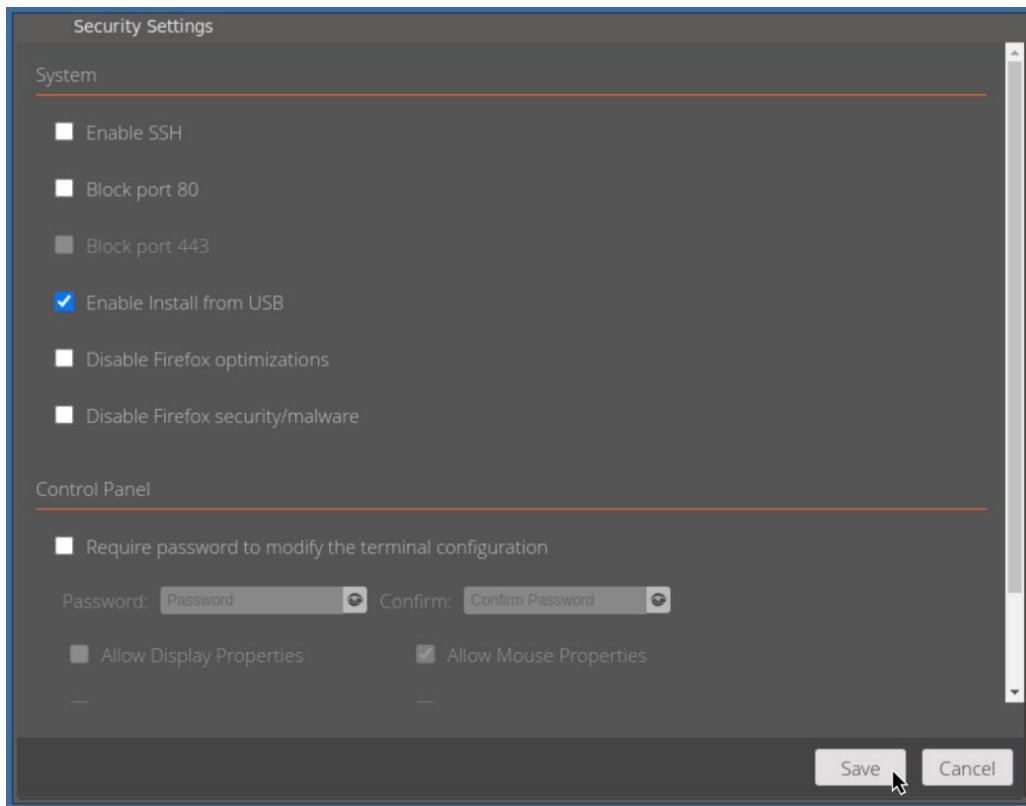 Security Settings
System
Enable SSH
Block port 80
Block port 443
Enable Install from USB
Disable Firefox optimizations
Disable Firefox security/malware
Control Panel
Require password to modify the terminal configuration
Password: Password Confirm: Confirm Password
Allow Display Properties Allow Mouse Properties
Save Cancel